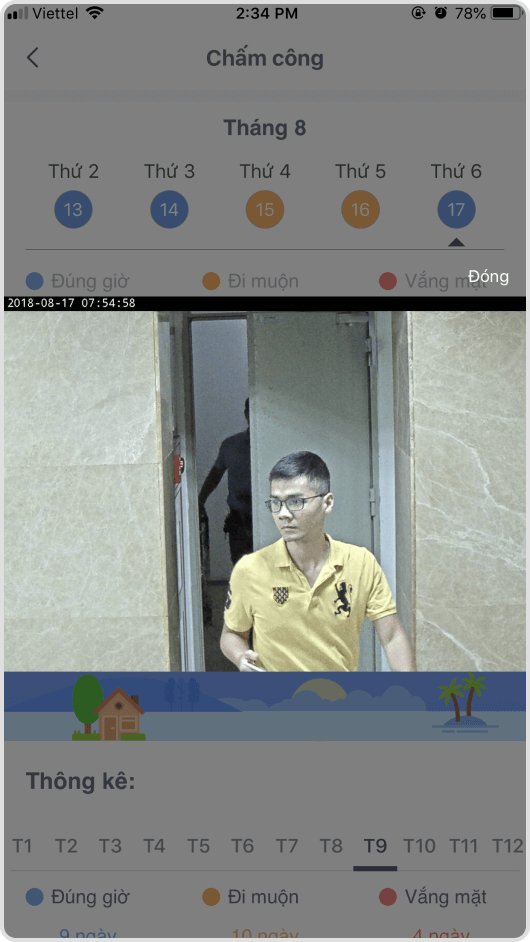 Viettel 2:34 PM 78%
Chấm công
Tháng 8
Thứ 2 Thứ 3 Thứ 4 Thứ 5 Thứ 6
13 14 15 16 17
Đúng giờ Đi muộn Vắng mặt
Đóng
2018-08-17 07:54:58
Thông kê:
T1 T2 T3 T4 T5 T6 T7 T8 T9 T10 T11 T12
Đúng giờ Đi muộn Vắng mặt
9 ngày 10 ngày 4 ngày